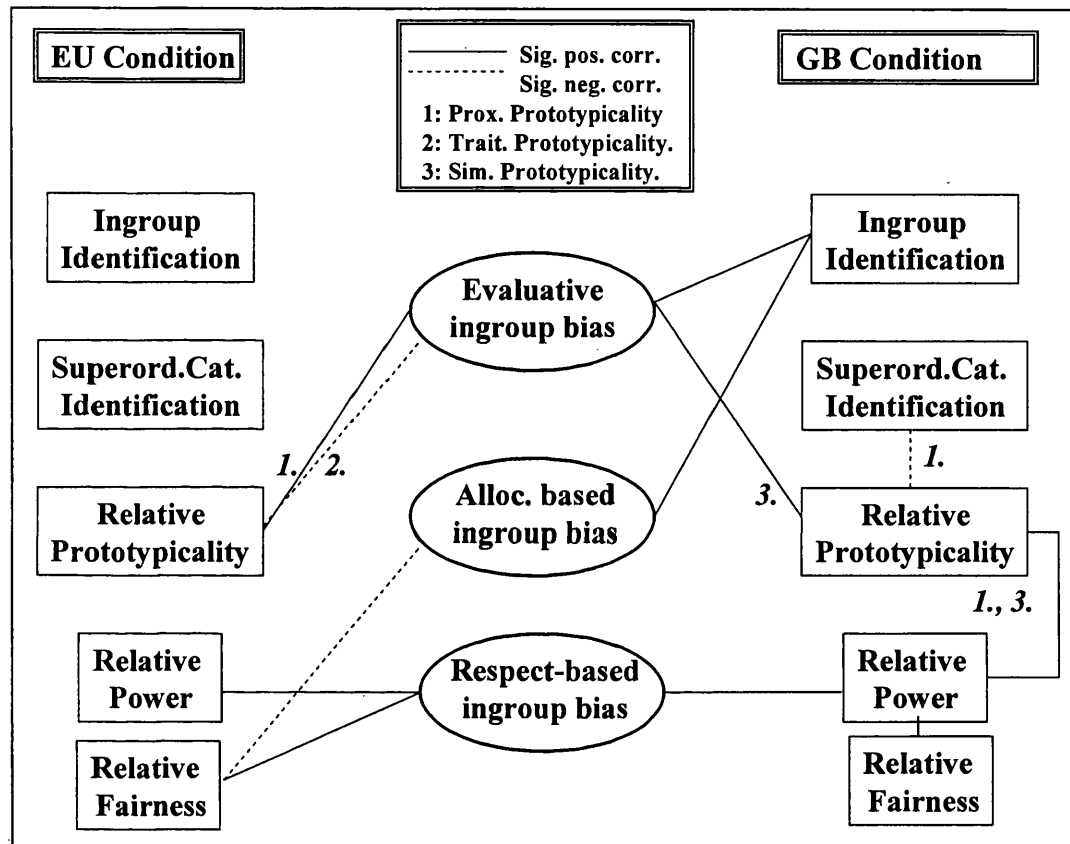 EU Condition
Sig. pos. corr.
Sig. neg. corr.
1: Prox. Prototypicality
2: Trait. Prototypicality.
3: Sim. Prototypicality.
GB Condition
Ingroup
Identification
Superord.Cat.
Identification
Relative
Prototypicality
Relative
Power
Relative
Fairness
1.
2.
Evaluative
ingroup bias
Alloc. based
ingroup bias
Respect-based
ingroup bias
3.
Ingroup
Identification
Superord.Cat.
Identification
1.
Relative
Prototypicality
1., 3.
Relative
Power
Relative
Fairness